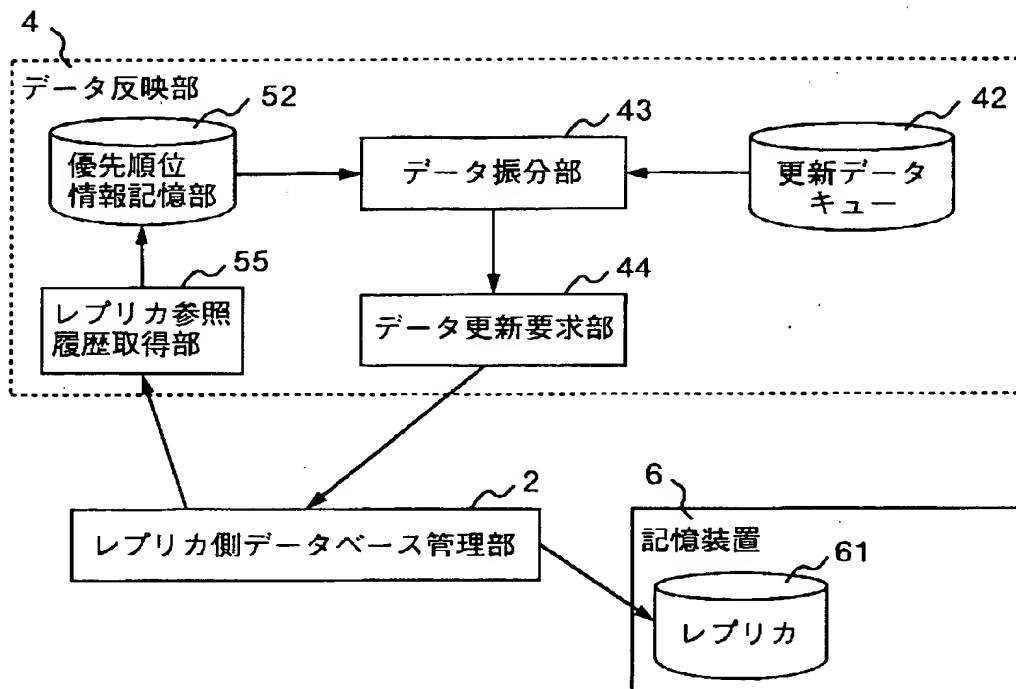 4
データ反映部
52
優先順位
情報記憶部
43
データ振分部
42
更新データ
キュー
55
レプリカ参照
履歴取得部
44
データ更新要求部
2
レプリカ側データベース管理部
6
記憶装置
61
レプリカ